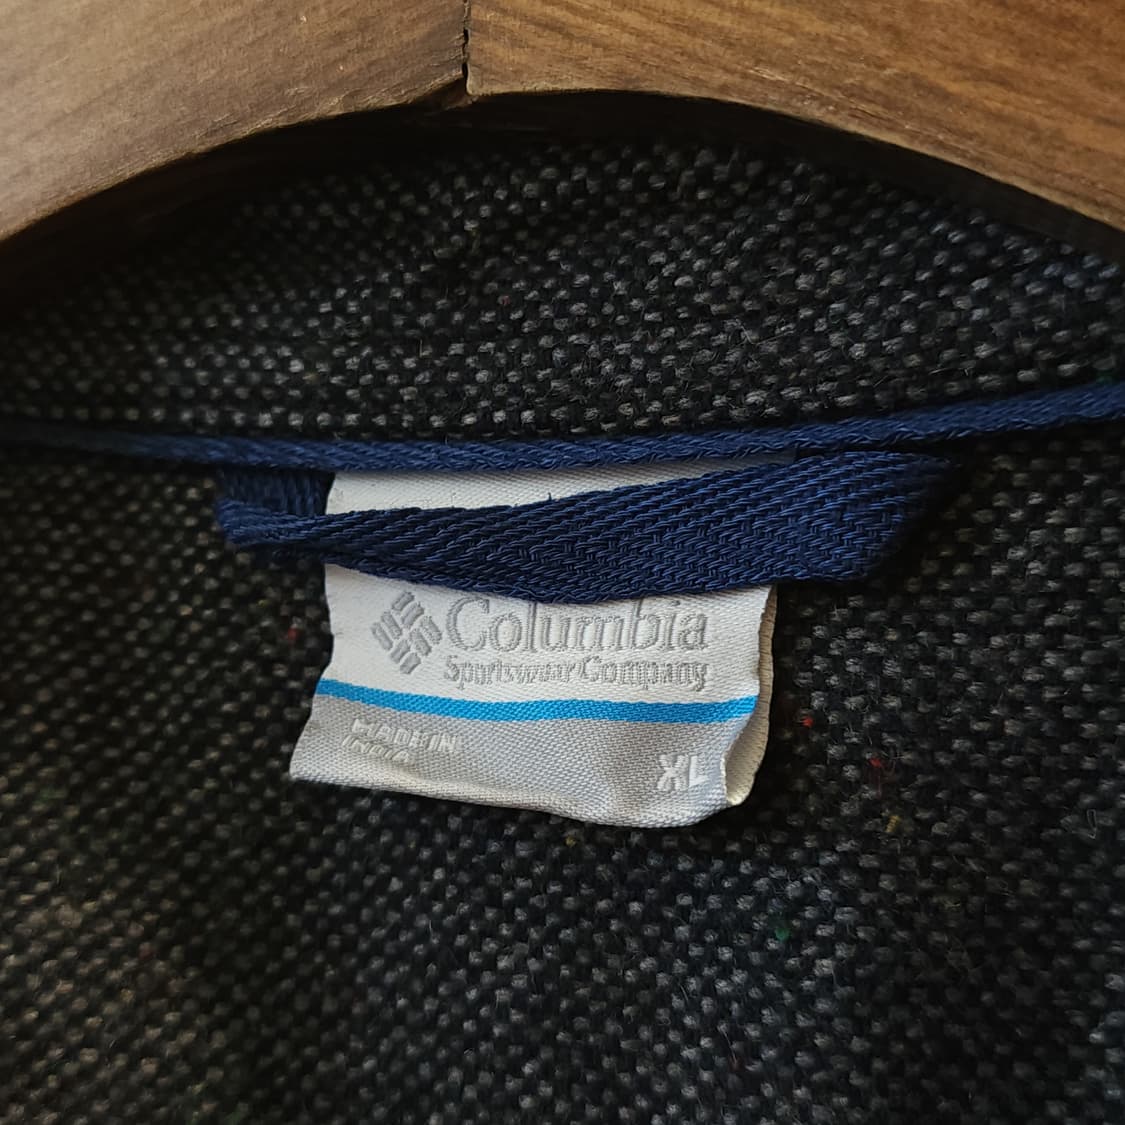 Columbia
Sportswear Company
MADE IN
INDIA
XL